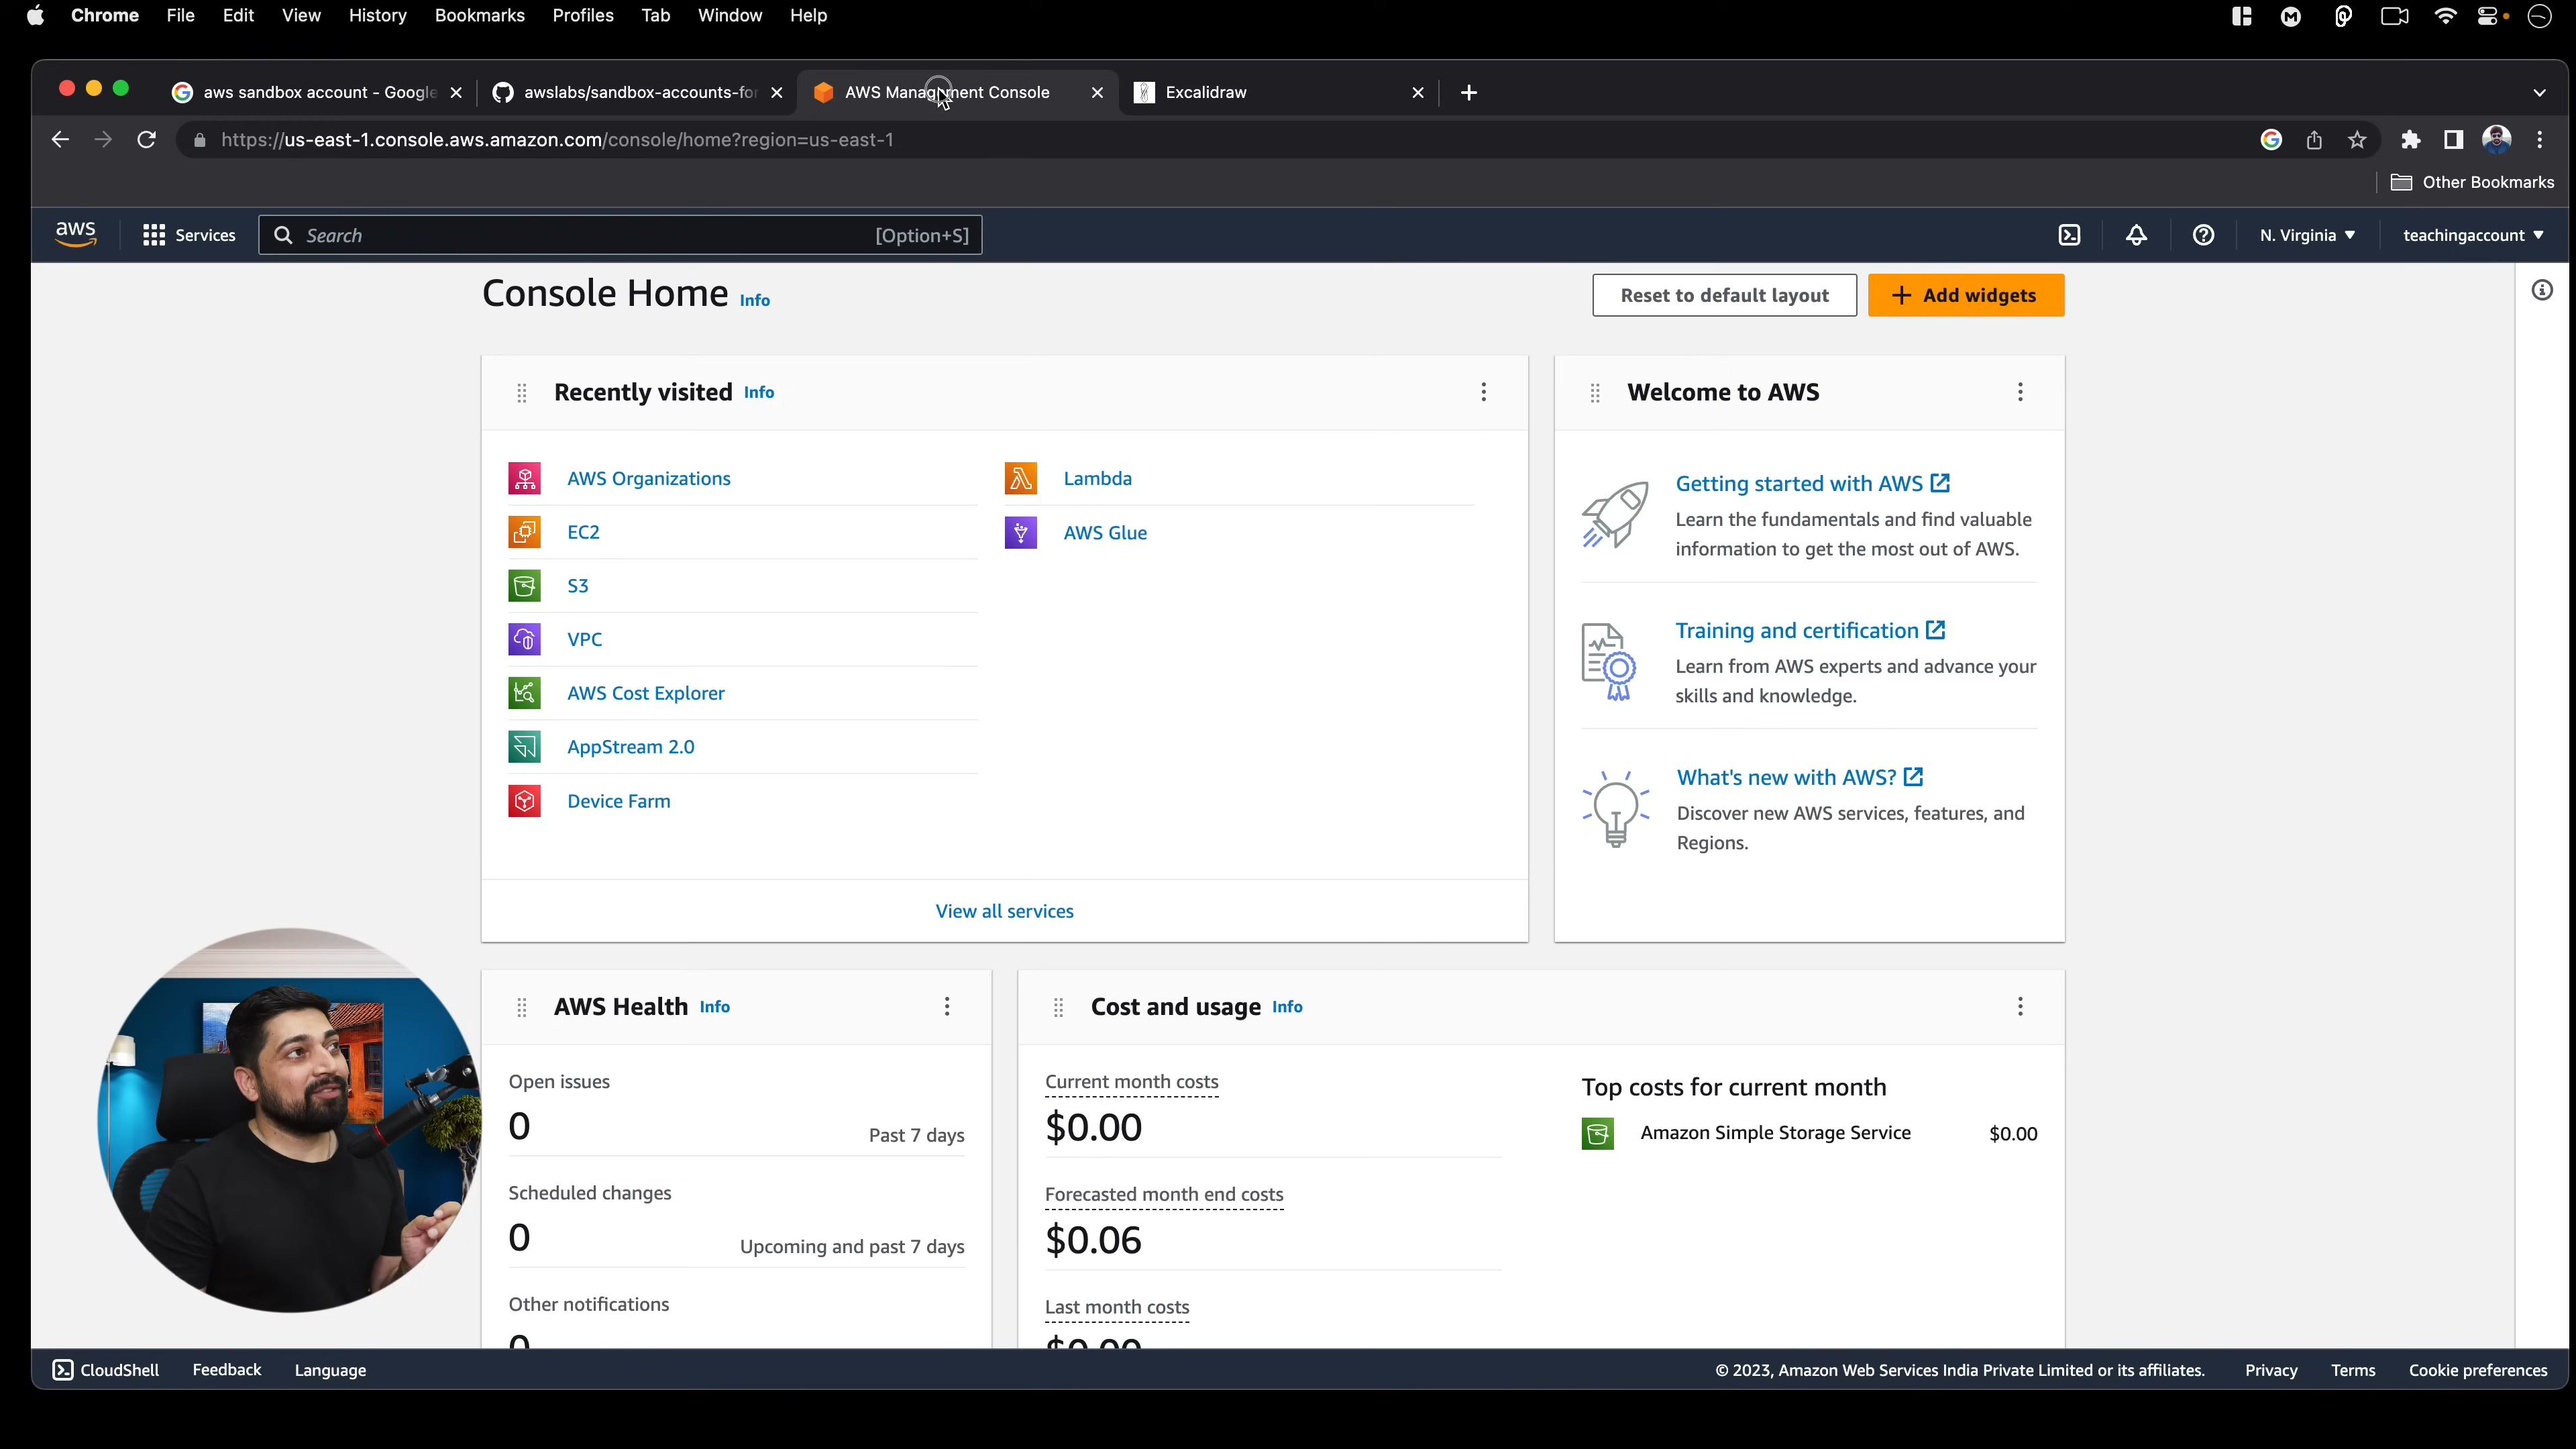 Chrome File Edit View History Bookmarks Profiles Tab Window Help
aws sandbox account - Google
awslabs/sandbox-accounts-for
AWS Management Console
Excalidraw
https://us-east-1.console.aws.amazon.com/console/home?region=us-east-1
Other Bookmarks
aws Services Search [Option+S] N. Virginia teachingaccount
Console Home Info
Reset to default layout
Add widgets
Recently visited Info
AWS Organizations
EC2
S3
VPC
AWS Cost Explorer
AppStream 2.0
Device Farm
Lambda
AWS Glue
View all services
Welcome to AWS
Getting started with AWS
Learn the fundamentals and find valuable
information to get the most out of AWS.
Training and certification
Learn from AWS experts and advance your
skills and knowledge.
What's new with AWS?
Discover new AWS services, features, and
Regions.
AWS Health Info
Open issues
0
Past 7 days
Scheduled changes
0
Upcoming and past 7 days
Other notifications
0
Cost and usage Info
Current month costs
$0.00
Forecasted month end costs
$0.06
Last month costs
$0.00
Top costs for current month
Amazon Simple Storage Service $0.00
CloudShell Feedback Language
© 2023, Amazon Web Services India Private Limited or its affiliates. Privacy Terms Cookie preferences